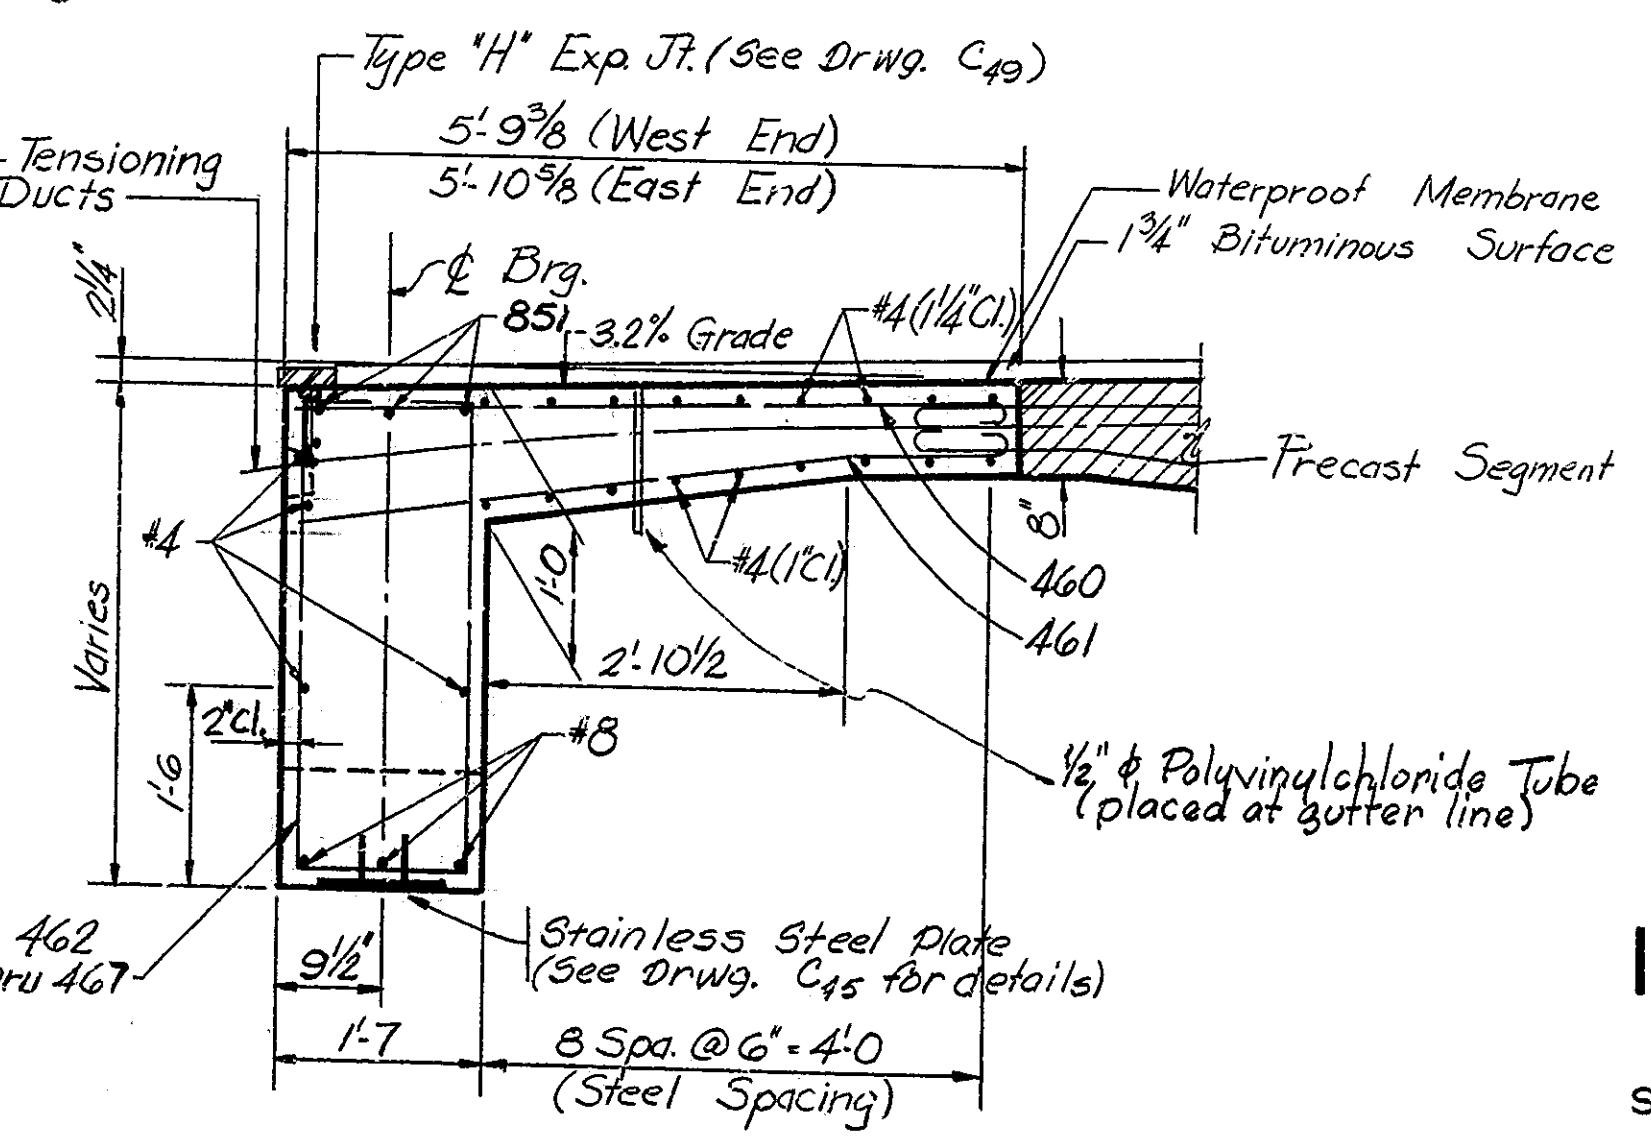 Type "H" Exp. Jt. (See Drwg. C49)
5'-9 3/8 (West End)
5'-10 5/8 (East End)
Tensioning
Ducts
Waterproof Membrane
1 3/4" Bituminous Surface
2 1/4"
℄ Brg.
851
#4 (1 1/4" Cl.)
-3.2% Grade
Precast Segment
8"
#4
#4 (1" Cl.)
1'-0
460
461
Varies
2'-10 1/2
2" Cl.
#8
1'-6
1/2" φ Polyvinylchloride Tube
(placed at gutter line)
462
thru 467
Stainless Steel Plate
(See Drwg. C45 for details)
9 1/2"
1'-7
8 Spa. @ 6" = 4'-0
(Steel Spacing)